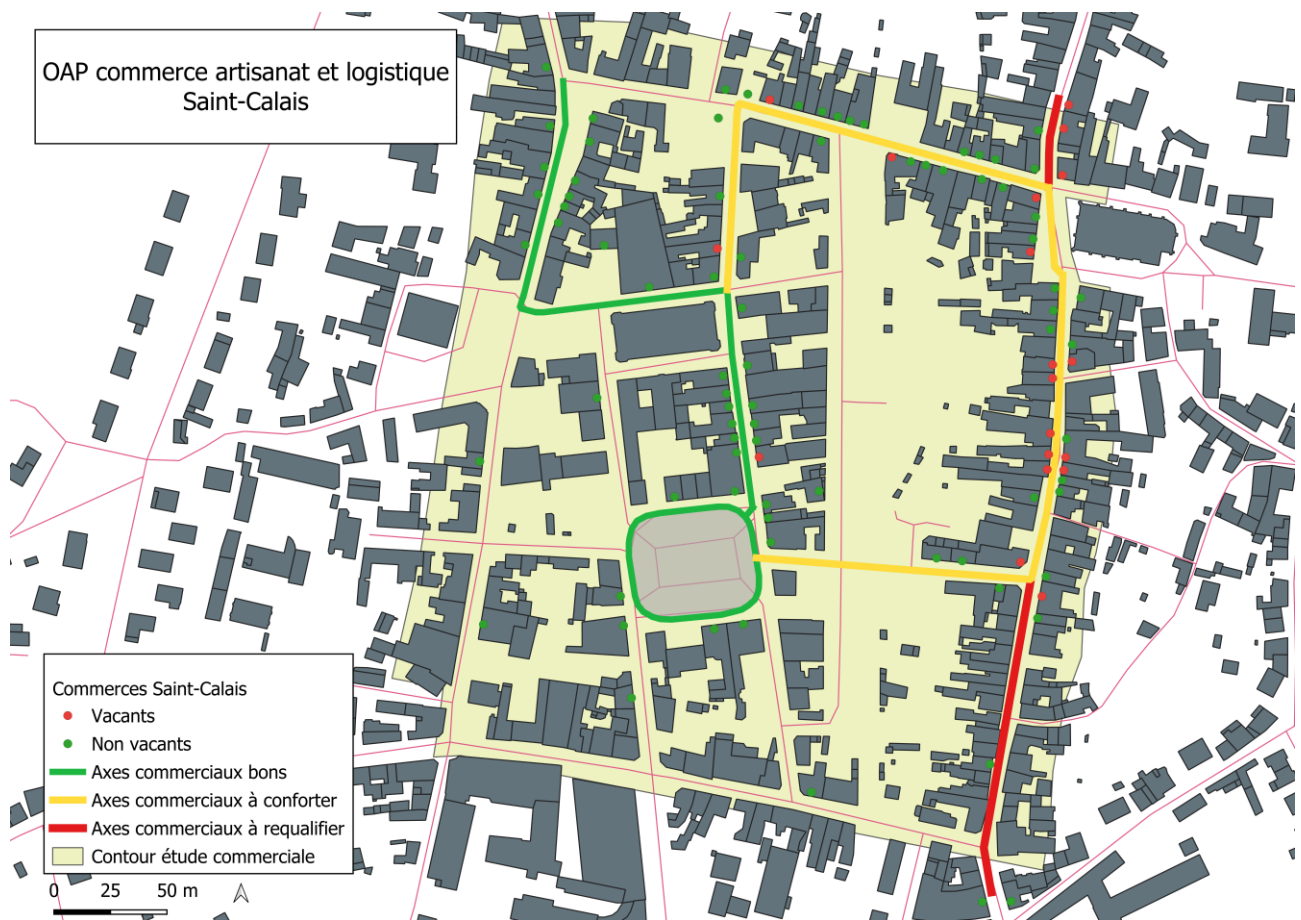 OAP commerce artisanat et logistique
Saint-Calais
Commerces Saint-Calais
Vacants
Non vacants
Axes commerciaux bons
Axes commerciaux à conforter
Axes commerciaux à requalifier
Contour étude commerciale
0 25 50 m